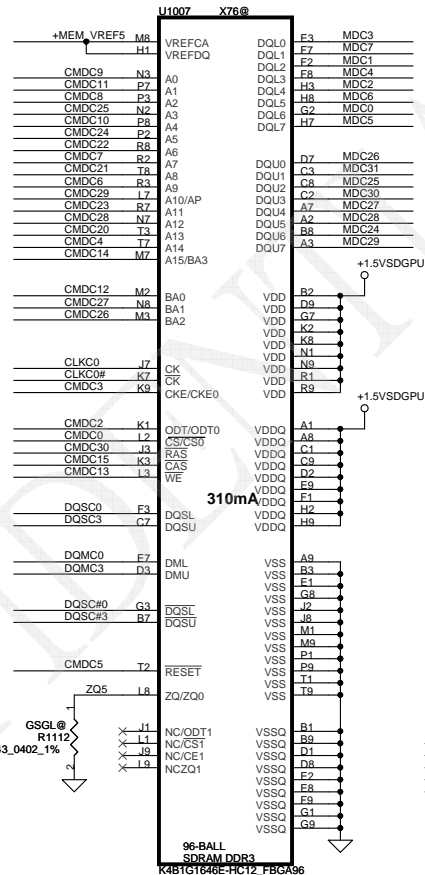 U1007 X76@
+MEM_VREF5 M8 VREFCA E3 MDC3
H1 VREFDQ DQL0 F7 MDC7
DQL1 F2 MDC1
DQL2 F8 MDC4
CMDC9 N3 A0 DQL3 H3 MDC2
CMDC11 P7 A1 DQL4 H8 MDC6
CMDC8 P3 A2 DQL5 G2 MDC0
CMDC25 N2 A3 DQL6 H7 MDC5
CMDC10 P8 A4 DQL7
CMDC24 P2 A5
CMDC22 R8 A6
CMDC7 R2 A7 DQU0 D7 MDC26
CMDC21 T8 A8 DQU1 C3 MDC31
CMDC6 R3 A9 DQU2 C8 MDC25
CMDC29 L7 A10/AP DQU3 C2 MDC30
CMDC23 R7 A11 DQU4 A7 MDC27
CMDC28 N7 A12 DQU5 A2 MDC28
CMDC20 T3 A13 DQU6 B8 MDC24
CMDC4 T7 A14 DQU7 A3 MDC29
CMDC14 M7 A15/BA3
+1.5VSDGPU
CMDC12 M2 BA0 VDD B2
CMDC27 N8 BA1 VDD D9
CMDC26 M3 BA2 VDD G7
VDD K2
VDD K8
VDD N1
CLKC0 J7 CK VDD N9
CLKC0# K7 CK VDD R1
CMDC3 K9 CKE/CKE0 VDD R9
+1.5VSDGPU
CMDC2 K1 ODT/ODT0 VDDQ A1
CMDC0 L2 CS/CS0 VDDQ A8
CMDC30 J3 RAS VDDQ C1
CMDC15 K3 CAS VDDQ C9
CMDC13 L3 WE VDDQ D2
VDDQ E9
310mA VDDQ F1
DQSC0 F3 DQSL VDDQ H2
DQSC3 C7 DQSU VDDQ H9
DQMC0 E7 DML VSS A9
DQMC3 D3 DMU VSS B3
VSS E1
VSS G8
DQSC#0 G3 DQSL VSS J2
DQSC#3 B7 DQSU VSS J8
VSS M1
VSS M9
VSS P1
VSS P9
CMDC5 T2 RESET VSS T1
ZQ5 L8 ZQ/ZQ0 VSS T9
1
GSGL@
R1112
43_0402_1%
2
J1 NC/ODT1 VSSQ B1
L1 NC/CS1 VSSQ B9
J9 NC/CE1 VSSQ D1
L9 NCZQ1 VSSQ D8
VSSQ E2
VSSQ E8
VSSQ F9
VSSQ G1
VSSQ G9
96-BALL
SDRAM DDR3
K4B1G1646E-HC12_FBGA96